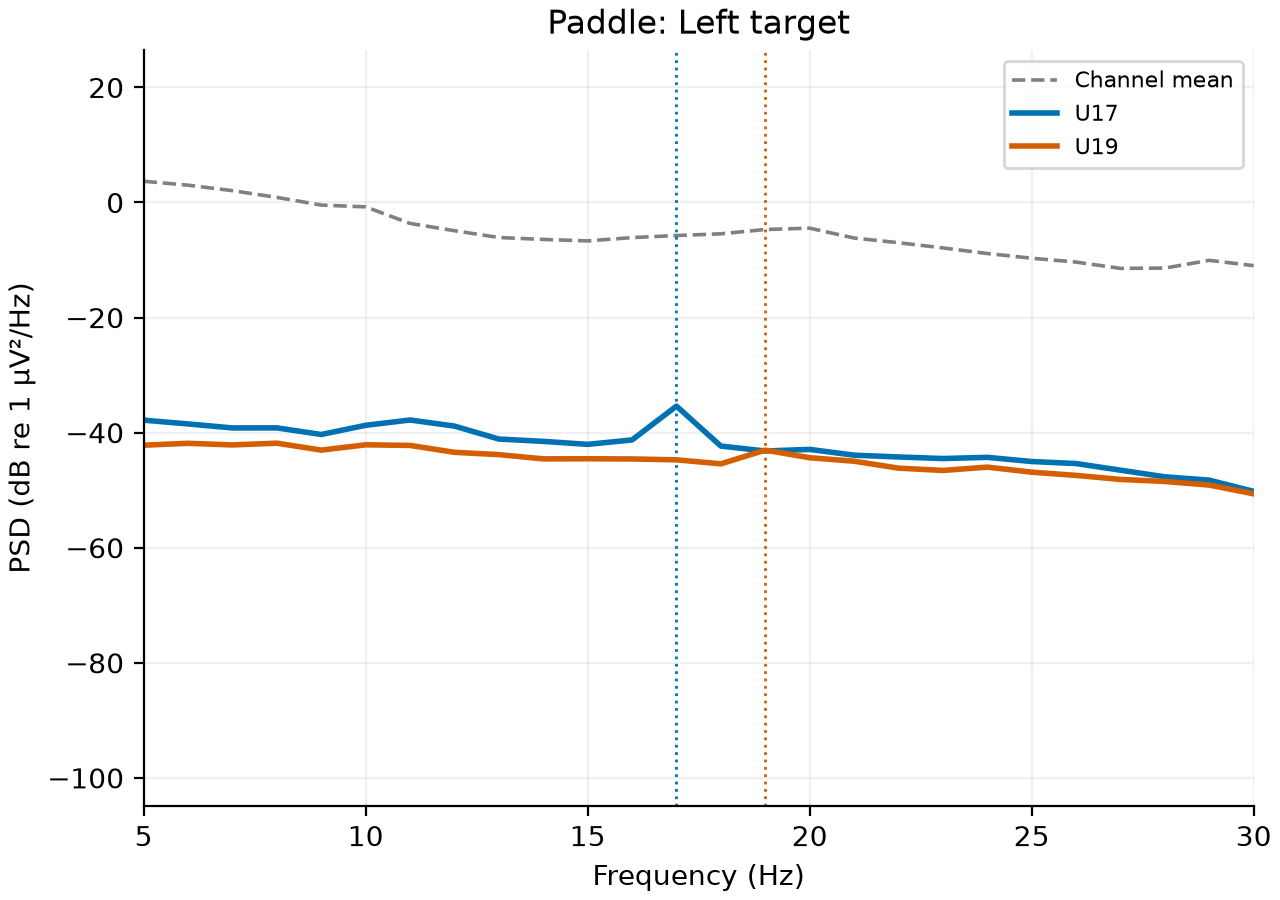 Paddle: Left target
Channel mean
U17
U19
PSD (dB re 1 µV²/Hz)
20
0
−20
−40
−60
−80
−100
5
10
15
20
25
30
Frequency (Hz)